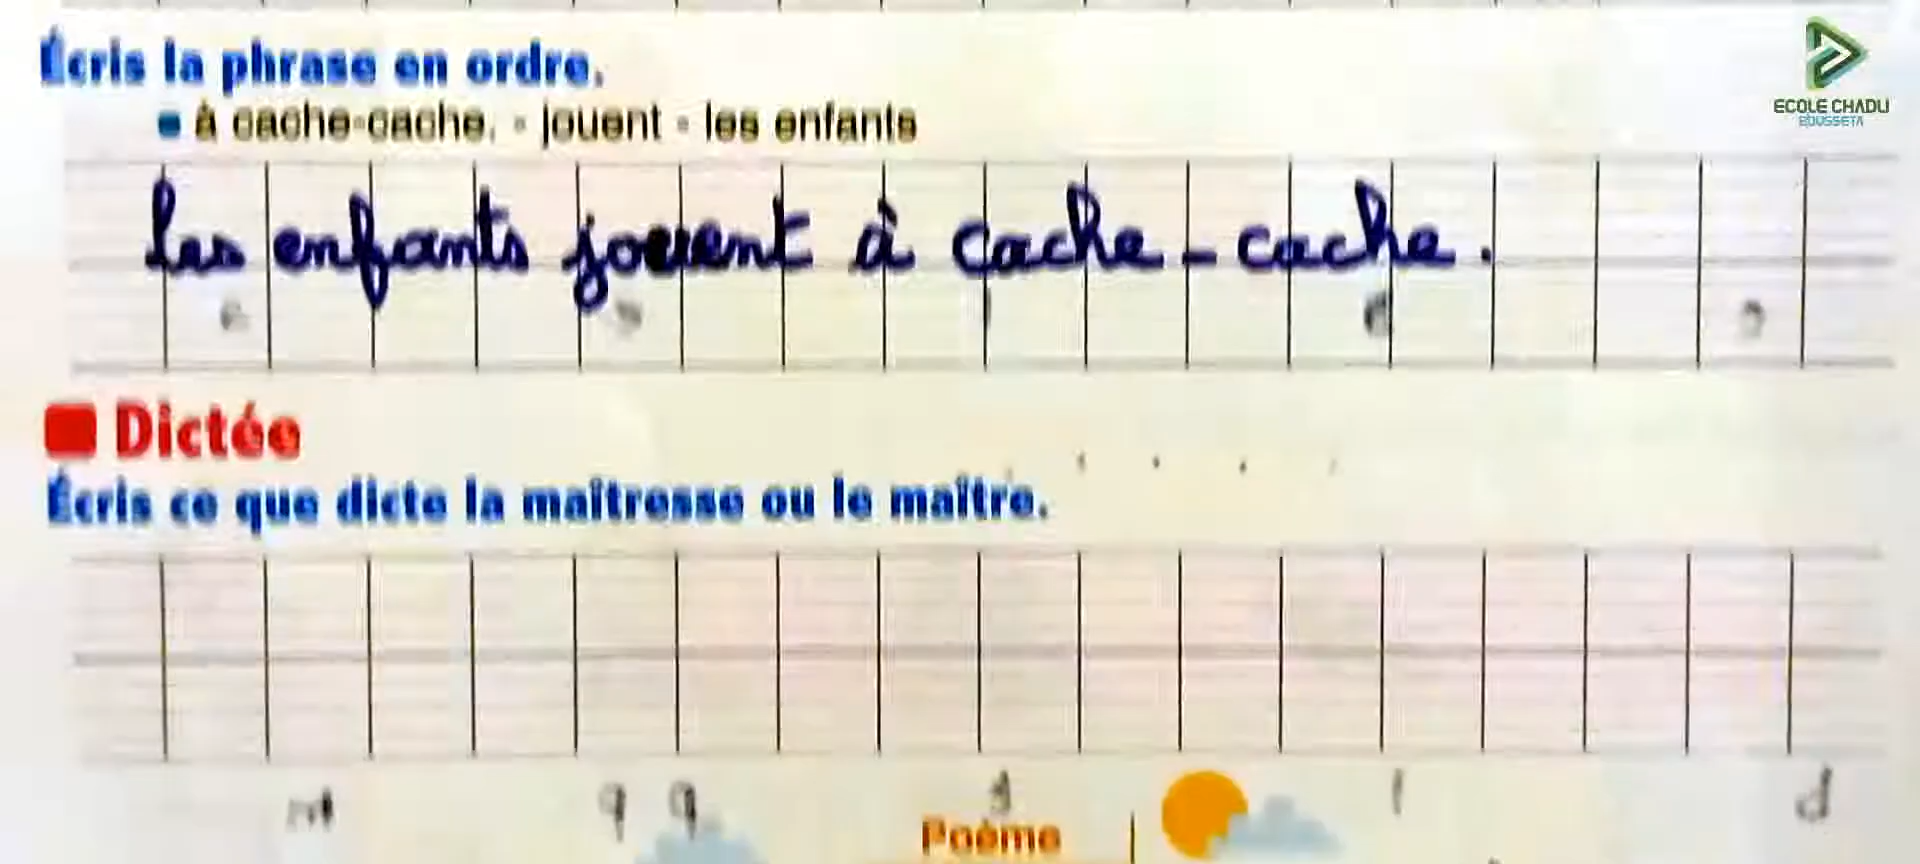 Écris la phrase en ordre.
à cache-cache. - jouent - les enfants
les enfants jouent à cache-cache.
Dictée
Écris ce que dicte la maîtresse ou le maître.
Poème
ECOLE CHADLI
EDUSSETA